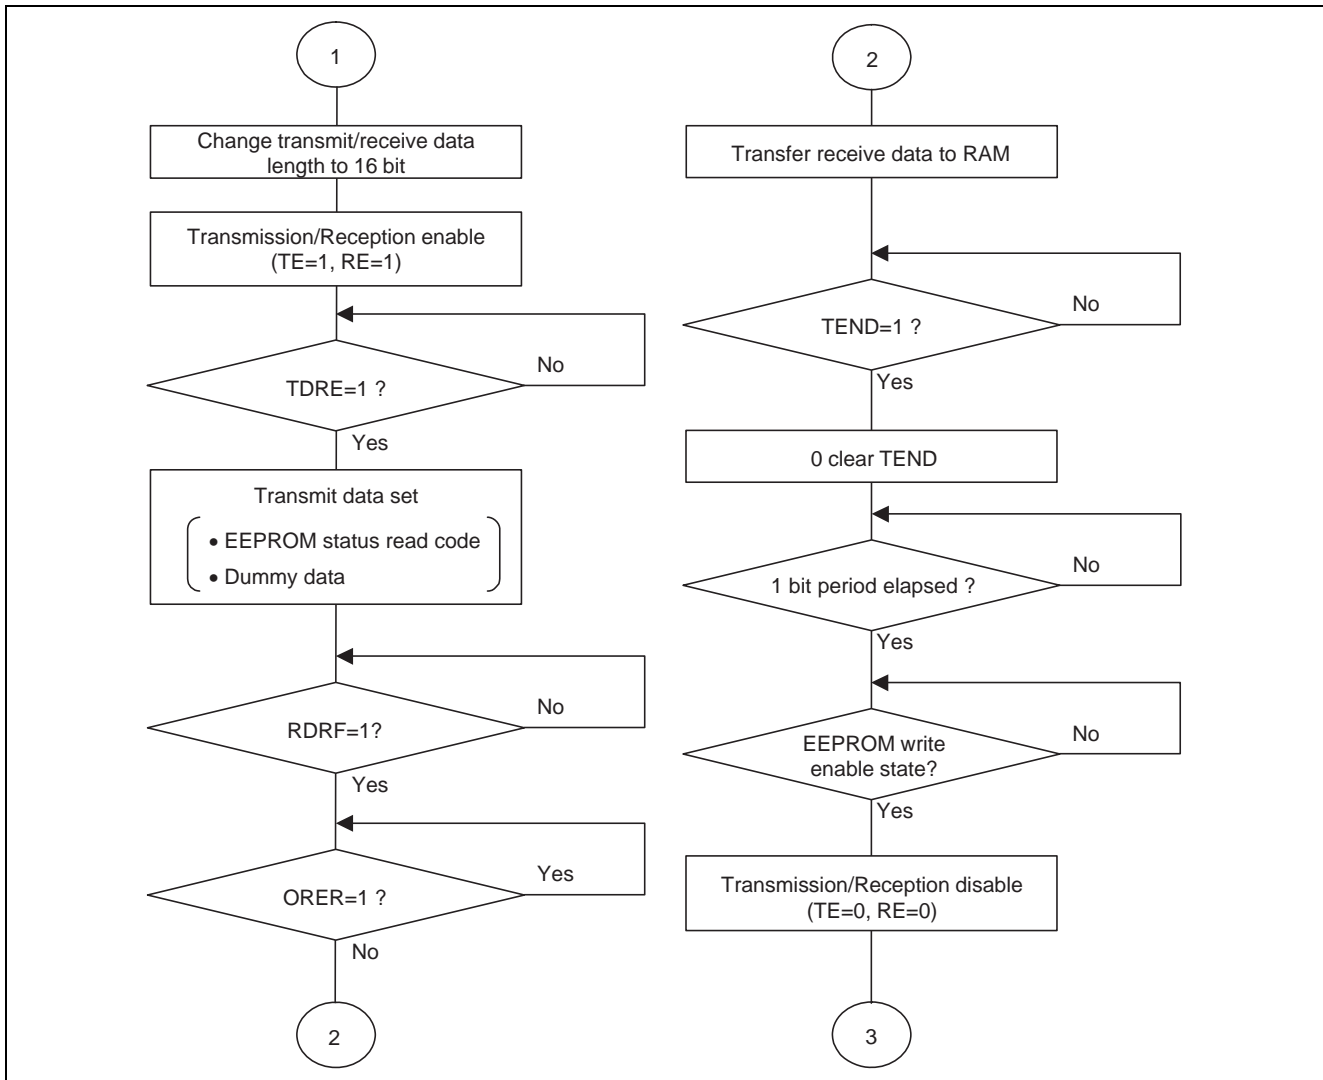 1
Change transmit/receive data
length to 16 bit
Transmission/Reception enable
(TE=1, RE=1)
No
TDRE=1 ?
Yes
Transmit data set
• EEPROM status read code
• Dummy data
No
RDRF=1?
Yes
Yes
ORER=1 ?
No
2
2
Transfer receive data to RAM
No
TEND=1 ?
Yes
0 clear TEND
No
1 bit period elapsed ?
Yes
No
EEPROM write
enable state?
Yes
Transmission/Reception disable
(TE=0, RE=0)
3